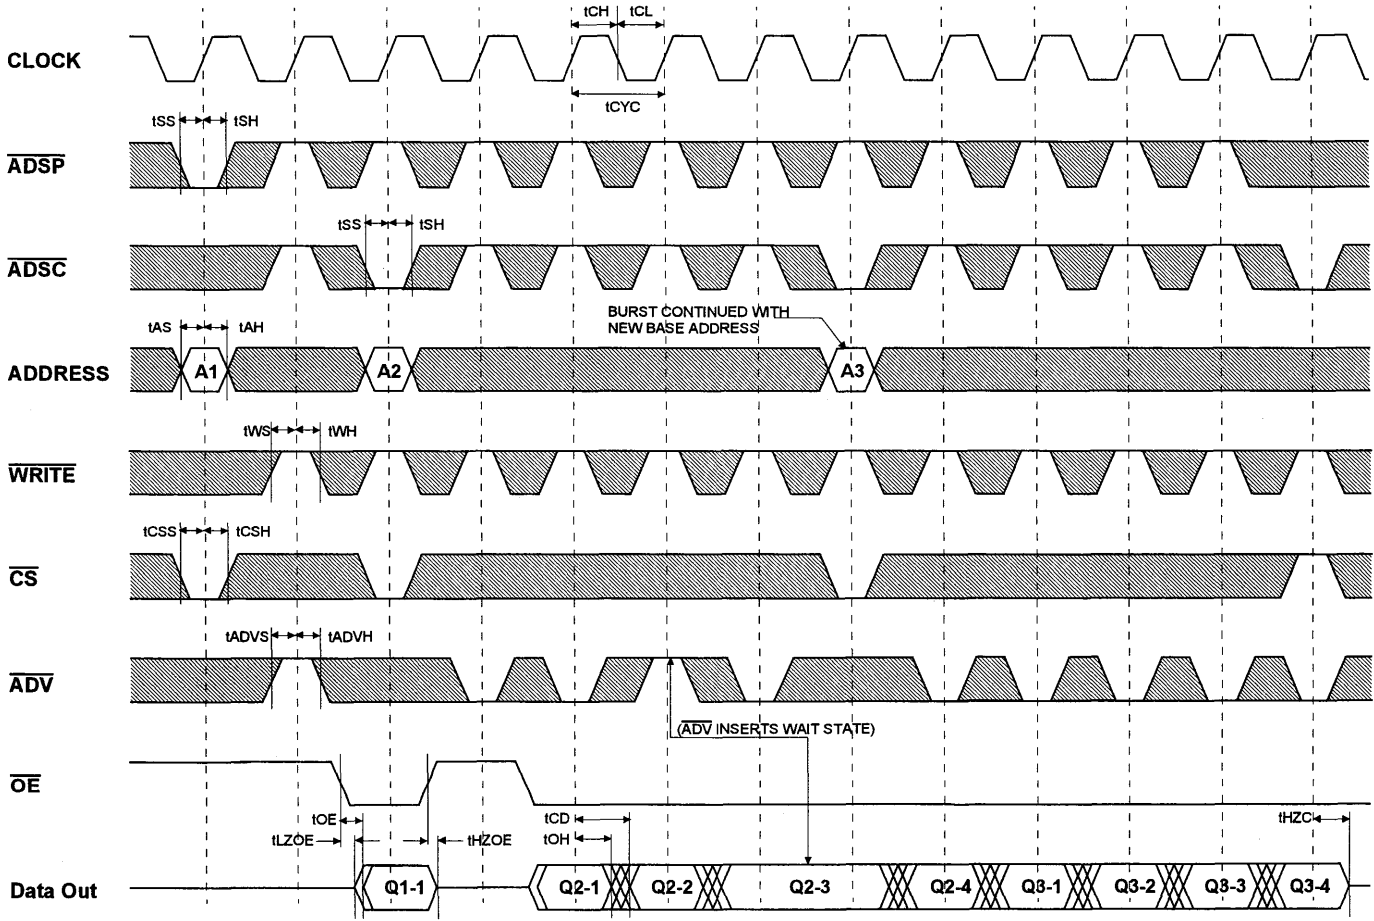 tCH tCL
CLOCK
tCYC
tSS tSH
ADSP
tSS tSH
ADSC
BURST CONTINUED WITH
NEW BASE ADDRESS
tAS tAH
ADDRESS A1 A2 A3
tWS tWH
WRITE
tCSS tCSH
CS
tADVS tADVH
ADV
(ADV INSERTS WAIT STATE)
OE
tOE tCD tHZC
tLZOE tHZOE tOH
Data Out Q1-1 Q2-1 Q2-2 Q2-3 Q2-4 Q3-1 Q3-2 Q3-3 Q3-4